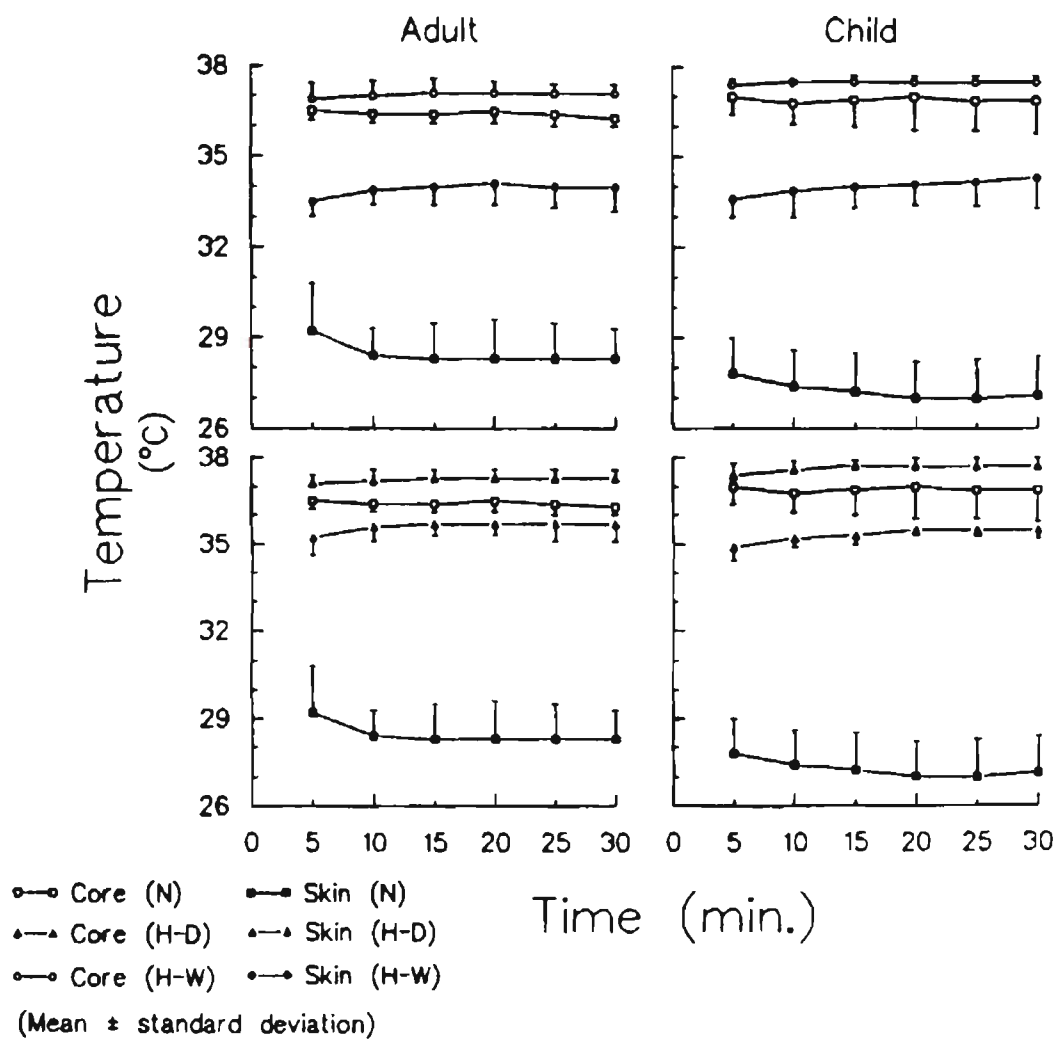 Adult Child
38
35
32
29
26
38
35
32
29
26
Temperature
(°C)
0 5 10 15 20 25 30 0 5 10 15 20 25 30
Time (min.)
Core (N) Skin (N)
Core (H-D) Skin (H-D)
Core (H-W) Skin (H-W)
(Mean ± standard deviation)